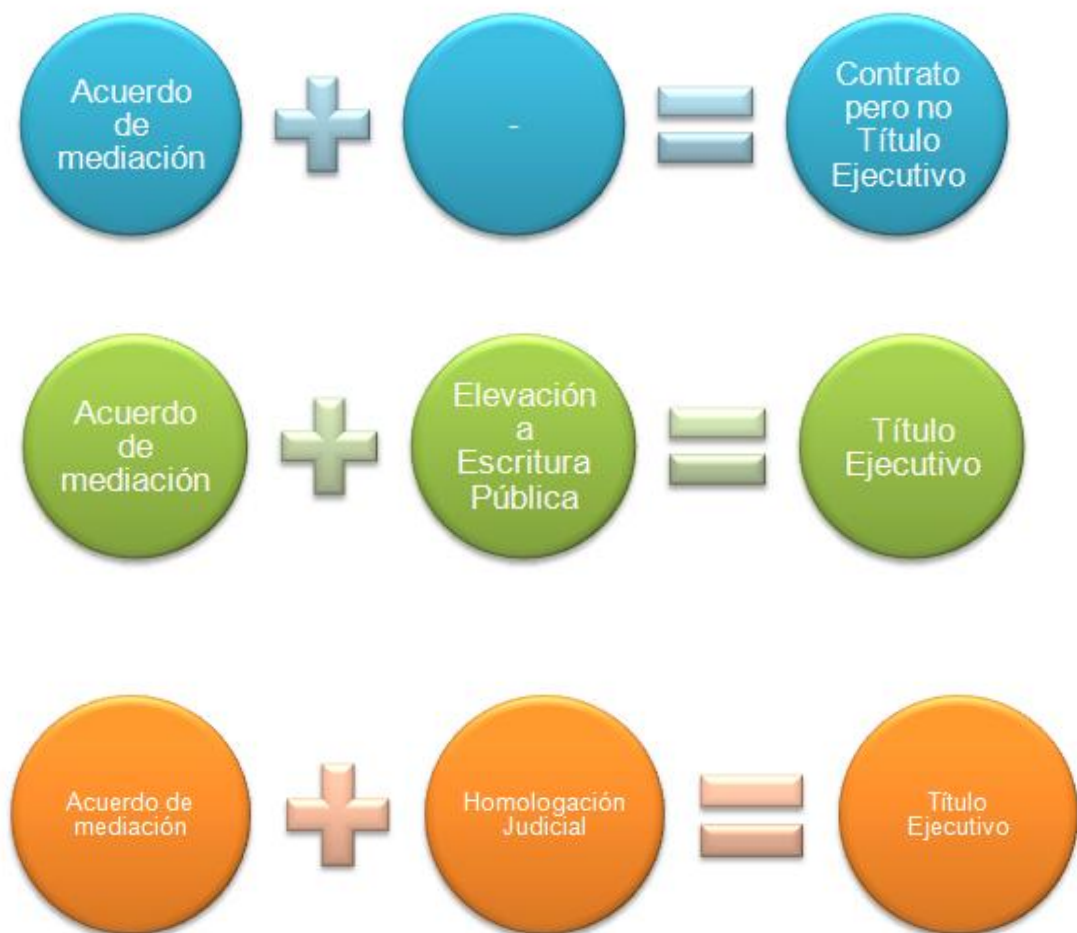 Acuerdo
de
mediación
-
Contrato
pero no
Título
Ejecutivo
Acuerdo
de
mediación
Elevación
a
Escritura
Pública
Título
Ejecutivo
Acuerdo de
mediación
Homologación
Judicial
Título
Ejecutivo